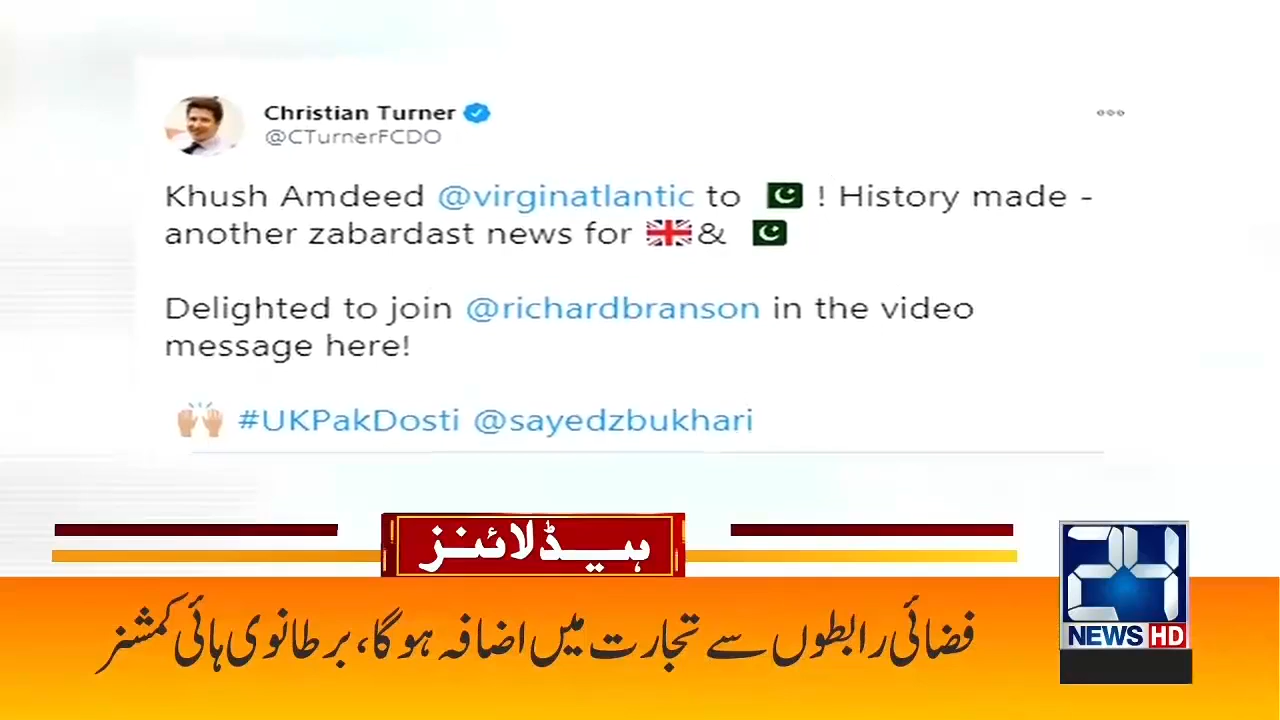 Christian Turner
@CTurnerFCDO
Khush Amdeed @virginatlantic to 🇵🇰 ! History made -
another zabardast news for 🇬🇧& 🇵🇰
Delighted to join @richardbranson in the video
message here!
🙌🏼 #UKPakDosti @sayedzbukhari
ہیڈلائنز
فضائی رابطوں سے تجارت میں اضافہ ہوگا، برطانوی ہائی کمشنر
24
NEWS HD